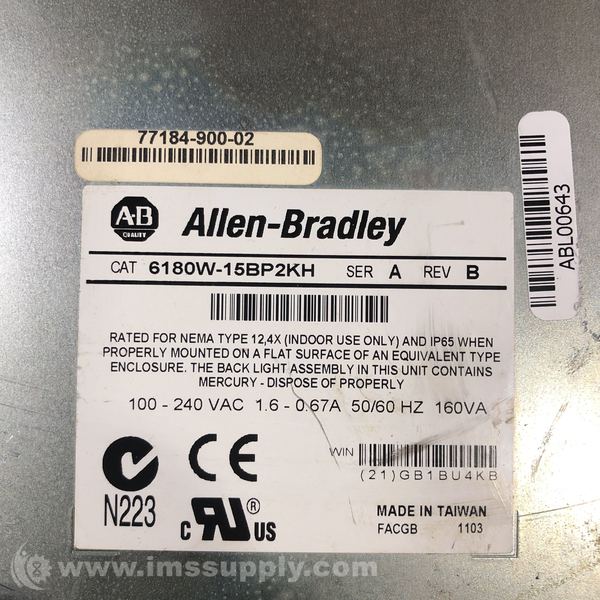 77184-900-02
ABL00643
A-B
QUALITY
Allen-Bradley
CAT 6180W-15BP2KH SER A REV B
RATED FOR NEMA TYPE 12,4X (INDOOR USE ONLY) AND IP65 WHEN
PROPERLY MOUNTED ON A FLAT SURFACE OF AN EQUIVALENT TYPE
ENCLOSURE. THE BACK LIGHT ASSEMBLY IN THIS UNIT CONTAINS
MERCURY - DISPOSE OF PROPERLY
100 - 240 VAC 1.6 - 0.67A 50/60 HZ 160VA
WIN
(21)GB1BU4KB
N223
CE
C UR ® US
MADE IN TAIWAN
FACGB 1103
© www.imssupply.com/